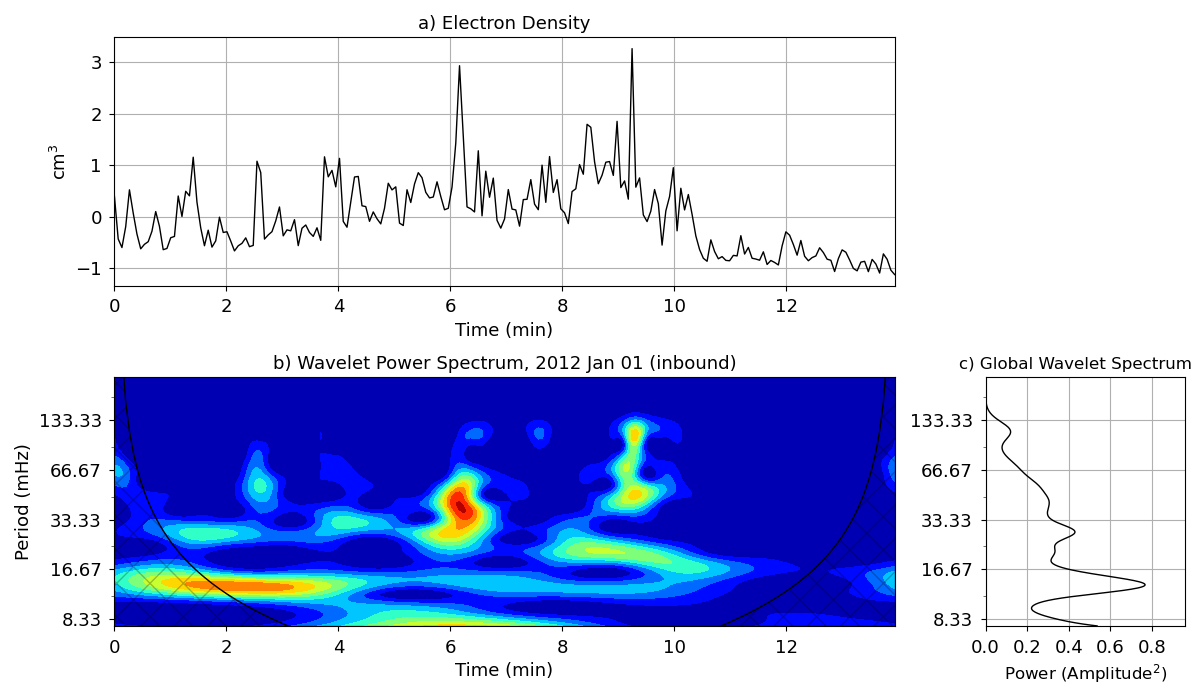 a) Electron Density
cm³
3
2
1
0
−1
0 2 4 6 8 10 12
Time (min)
b) Wavelet Power Spectrum, 2012 Jan 01 (inbound)
Period (mHz)
133.33
66.67
33.33
16.67
8.33
0 2 4 6 8 10 12
Time (min)
c) Global Wavelet Spectrum
133.33
66.67
33.33
16.67
8.33
0.0 0.2 0.4 0.6 0.8
Power (Amplitude²)